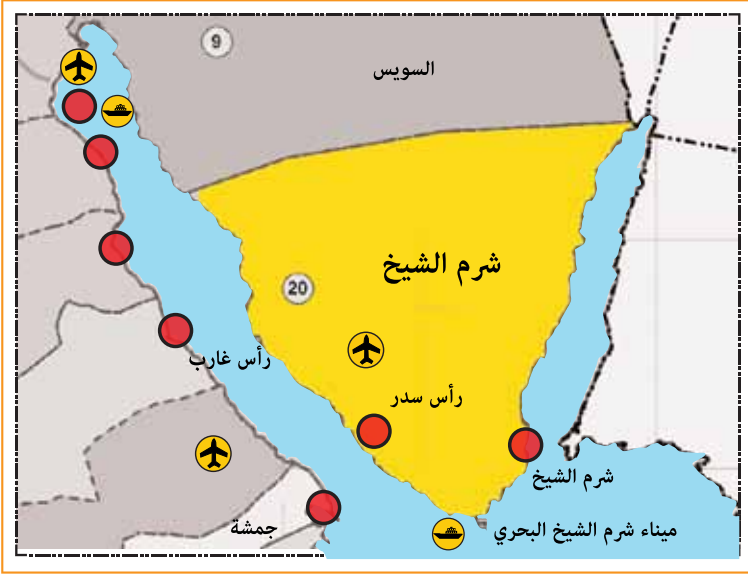 9
السويس
شرم الشيخ
20
رأس غارب
رأس سدر
شرم الشيخ
جمشة
ميناء شرم الشيخ البحري